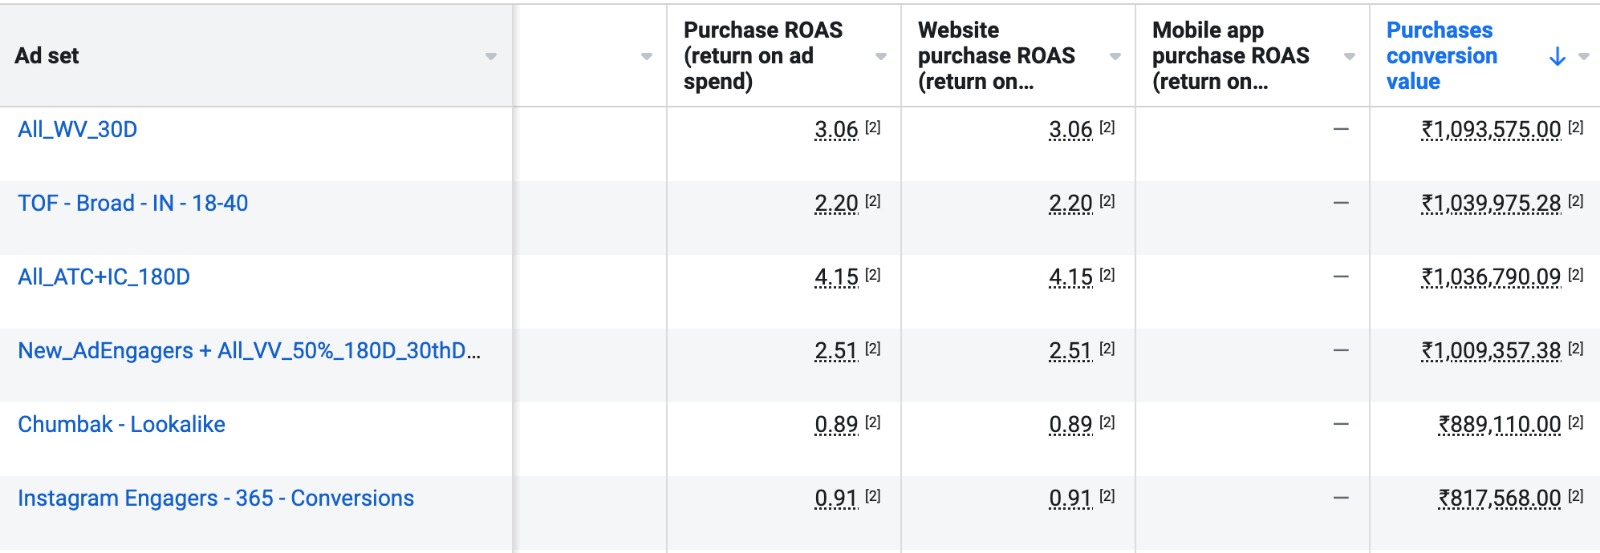 Ad set
Purchase ROAS
(return on ad
spend)
Website
purchase ROAS
(return on...
Mobile app
purchase ROAS
(return on...
Purchases
conversion
value
All_WV_30D 3.06 [2] 3.06 [2] — ₹1,093,575.00 [2]
TOF - Broad - IN - 18-40 2.20 [2] 2.20 [2] — ₹1,039,975.28 [2]
All_ATC+IC_180D 4.15 [2] 4.15 [2] — ₹1,036,790.09 [2]
New_AdEngagers + All_VV_50%_180D_30thD... 2.51 [2] 2.51 [2] — ₹1,009,357.38 [2]
Chumbak - Lookalike 0.89 [2] 0.89 [2] — ₹889,110.00 [2]
Instagram Engagers - 365 - Conversions 0.91 [2] 0.91 [2] — ₹817,568.00 [2]